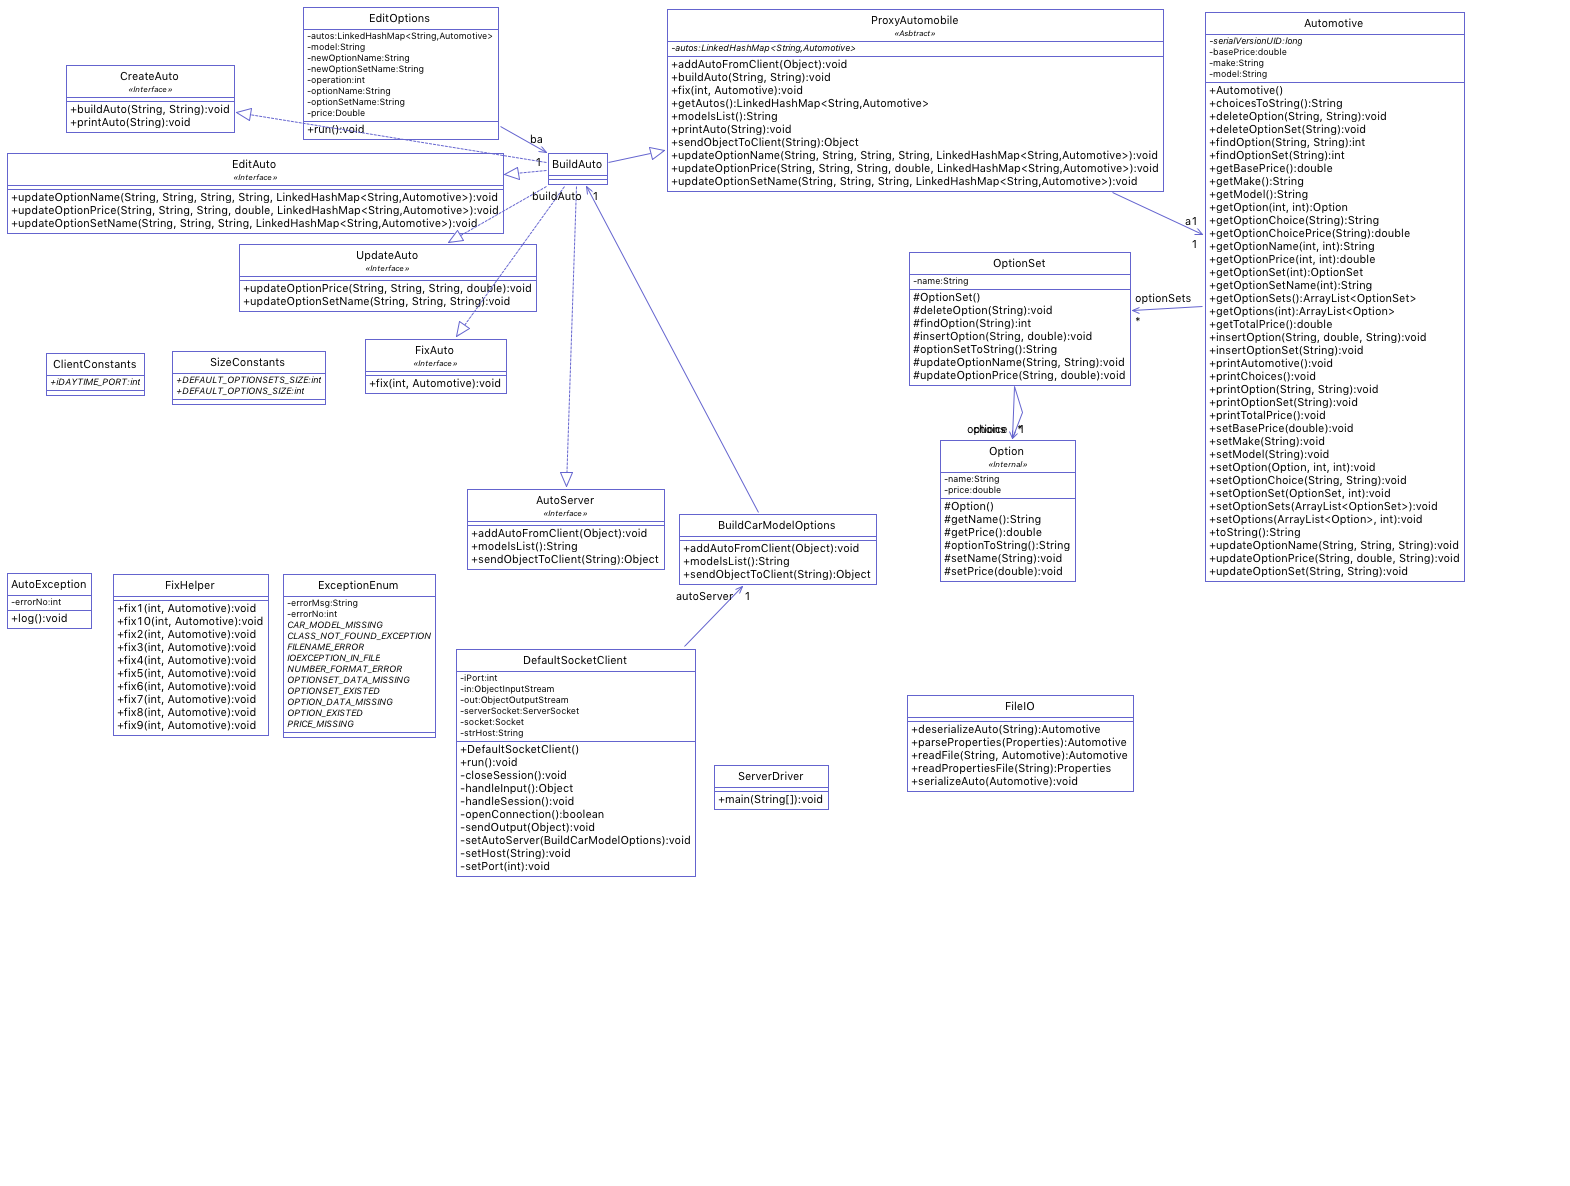 EditOptions
-autos:LinkedHashMap<String,Automotive>
-model:String
-newOptionName:String
-newOptionSetName:String
-operation:int
-optionName:String
-optionSetName:String
-price:Double
+run():void
ProxyAutomobile
«Asbtract»
-autos:LinkedHashMap<String,Automotive>
+addAutoFromClient(Object):void
+buildAuto(String, String):void
+fix(int, Automotive):void
+getAutos():LinkedHashMap<String,Automotive>
+modelsList():String
+printAuto(String):void
+sendObjectToClient(String):Object
+updateOptionName(String, String, String, String, LinkedHashMap<String,Automotive>):void
+updateOptionPrice(String, String, String, double, LinkedHashMap<String,Automotive>):void
+updateOptionSetName(String, String, String, LinkedHashMap<String,Automotive>):void
Automotive
-serialVersionUID:long
-basePrice:double
-make:String
-model:String
+Automotive()
+choicesToString():String
+deleteOption(String, String):void
+deleteOptionSet(String):void
+findOption(String, String):int
+findOptionSet(String):int
+getBasePrice():double
+getMake():String
+getModel():String
+getOption(int, int):Option
+getOptionChoice(String):String
+getOptionChoicePrice(String):double
+getOptionName(int, int):String
+getOptionPrice(int, int):double
+getOptionSet(int):OptionSet
+getOptionSetName(int):String
+getOptionSets():ArrayList<OptionSet>
+getOptions(int):ArrayList<Option>
+getTotalPrice():double
+insertOption(String, double, String):void
+insertOptionSet(String):void
+printAutomotive():void
+printChoices():void
+printOption(String, String):void
+printOptionSet(String):void
+printTotalPrice():void
+setBasePrice(double):void
+setMake(String):void
+setModel(String):void
+setOption(Option, int, int):void
+setOptionChoice(String, String):void
+setOptionSet(OptionSet, int):void
+setOptionSets(ArrayList<OptionSet>):void
+setOptions(ArrayList<Option>, int):void
+toString():String
+updateOptionName(String, String, String):void
+updateOptionPrice(String, double, String):void
+updateOptionSet(String, String):void
CreateAuto
«Interface»
+buildAuto(String, String):void
+printAuto(String):void
ba
1
BuildAuto
EditAuto
«Interface»
+updateOptionName(String, String, String, String, LinkedHashMap<String,Automotive>):void
+updateOptionPrice(String, String, String, double, LinkedHashMap<String,Automotive>):void
+updateOptionSetName(String, String, String, LinkedHashMap<String,Automotive>):void
buildAuto
1
a1
1
UpdateAuto
«Interface»
+updateOptionPrice(String, String, String, double):void
+updateOptionSetName(String, String, String):void
OptionSet
-name:String
#OptionSet()
#deleteOption(String):void
#findOption(String):int
#insertOption(String, double):void
#optionSetToString():String
#updateOptionName(String, String):void
#updateOptionPrice(String, double):void
optionSets
*
ClientConstants
+iDAYTIME_PORT:int
SizeConstants
+DEFAULT_OPTIONSETS_SIZE:int
+DEFAULT_OPTIONS_SIZE:int
FixAuto
«Interface»
+fix(int, Automotive):void
options
choice
*
1
Option
«Internal»
-name:String
-price:double
#Option()
#getName():String
#getPrice():double
#optionToString():String
#setName(String):void
#setPrice(double):void
AutoServer
«Interface»
+addAutoFromClient(Object):void
+modelsList():String
+sendObjectToClient(String):Object
BuildCarModelOptions
+addAutoFromClient(Object):void
+modelsList():String
+sendObjectToClient(String):Object
autoServer
1
AutoException
-errorNo:int
+log():void
FixHelper
+fix1(int, Automotive):void
+fix10(int, Automotive):void
+fix2(int, Automotive):void
+fix3(int, Automotive):void
+fix4(int, Automotive):void
+fix5(int, Automotive):void
+fix6(int, Automotive):void
+fix7(int, Automotive):void
+fix8(int, Automotive):void
+fix9(int, Automotive):void
ExceptionEnum
-errorMsg:String
-errorNo:int
CAR_MODEL_MISSING
CLASS_NOT_FOUND_EXCEPTION
FILENAME_ERROR
IOEXCEPTION_IN_FILE
NUMBER_FORMAT_ERROR
OPTIONSET_DATA_MISSING
OPTIONSET_EXISTED
OPTION_DATA_MISSING
OPTION_EXISTED
PRICE_MISSING
DefaultSocketClient
-iPort:int
-in:ObjectInputStream
-out:ObjectOutputStream
-serverSocket:ServerSocket
-socket:Socket
-strHost:String
+DefaultSocketClient()
+run():void
-closeSession():void
-handleInput():Object
-handleSession():void
-openConnection():boolean
-sendOutput(Object):void
-setAutoServer(BuildCarModelOptions):void
-setHost(String):void
-setPort(int):void
ServerDriver
+main(String[]):void
FileIO
+deserializeAuto(String):Automotive
+parseProperties(Properties):Automotive
+readFile(String, Automotive):Automotive
+readPropertiesFile(String):Properties
+serializeAuto(Automotive):void